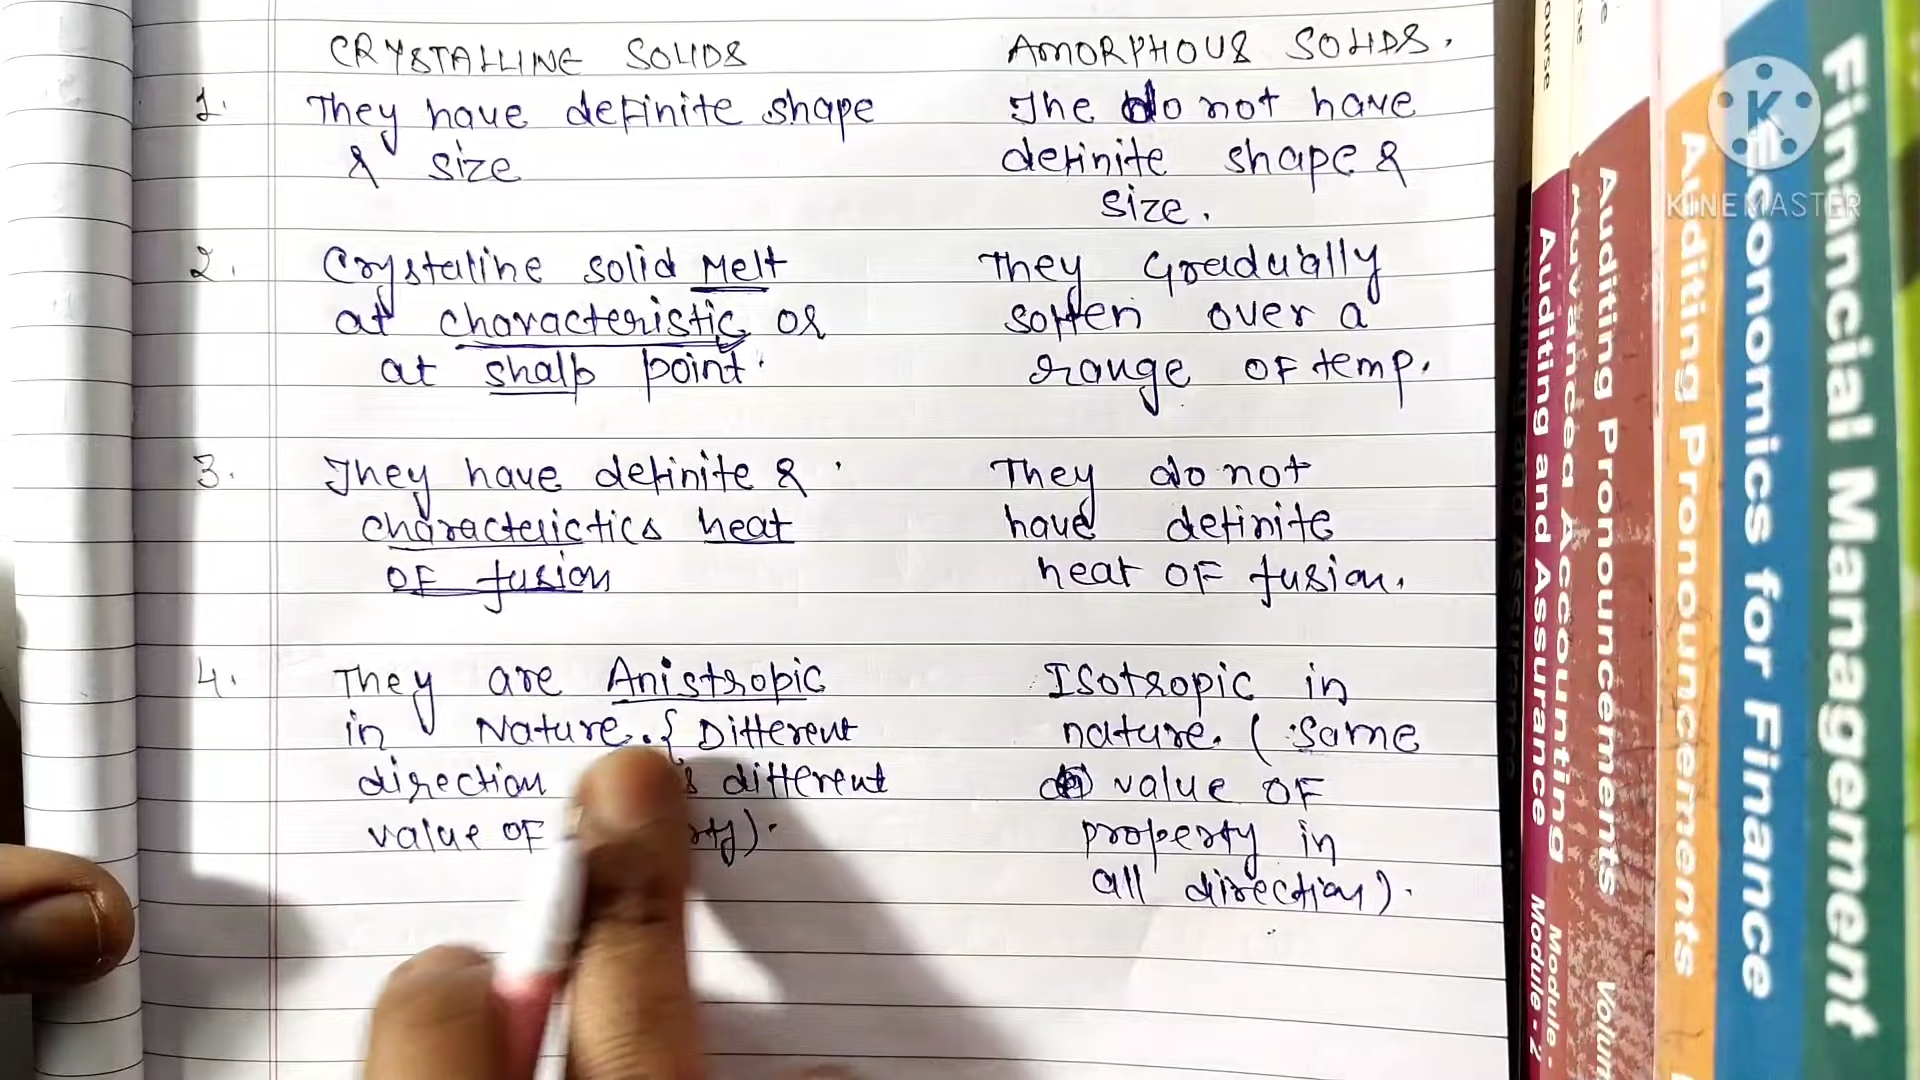 CRYSTALLINE SOLIDS
AMORPHOUS SOLIDS.
1. They have definite shape
& size
The do not have
definite shape &
size.
2. Crystaline solid Melt
at characteristic or
at sharp point.
They Gradually
soften over a
range OF temp.
3. They have definite &
characterictics heat
OF fusion
They do not
have definite
heat OF fusion.
4. They are Anistropic
in Nature. { Different
direction different
value OF
Isotropic in
nature. ( Same
value OF
property in
all direction).
ourse
Auditing and Assurance Module - 2
Advanced Accounting Module -
Auditing Pronouncements Volum
Auditing Pronouncements
Economics for Finance
Financial Management
KINEMASTER